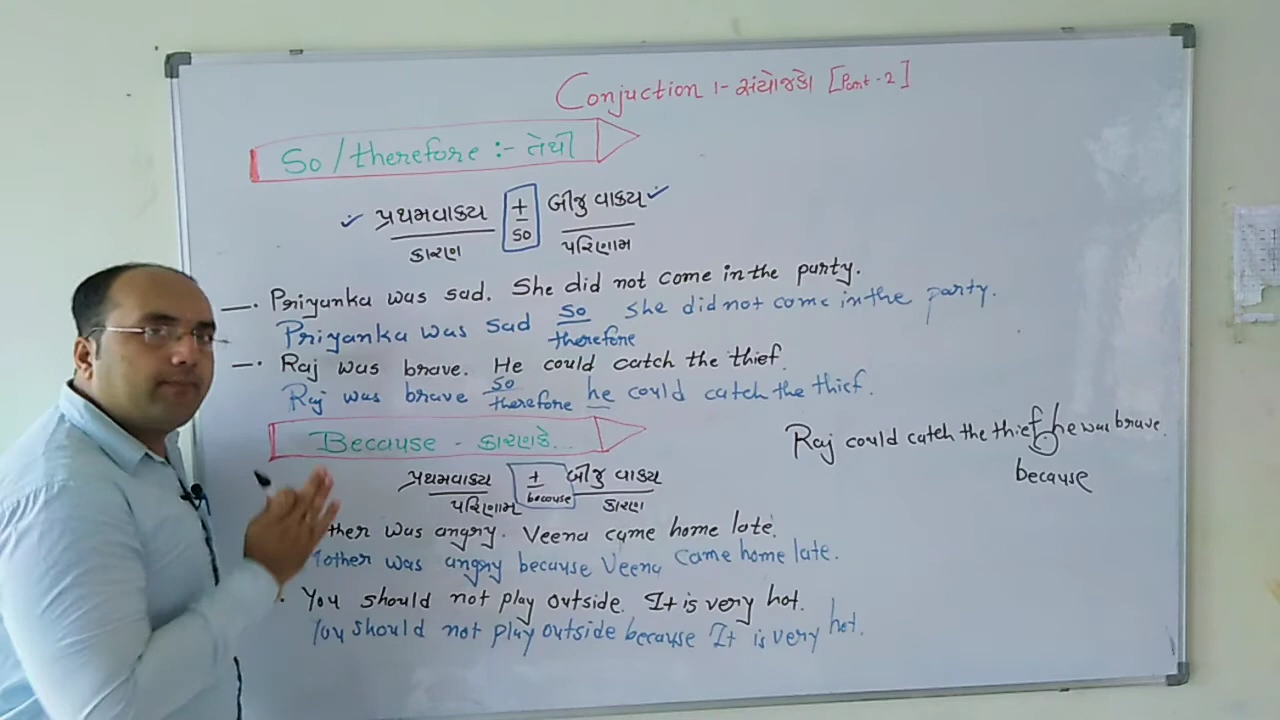 Conjuction :- સંયોજકો [Part-2]
So/therefore :- તેથી
પ્રથમવાક્ય + બીજુ વાક્ય
કારણ so પરિણામ
Priyanka was sad. She did not come in the party.
Priyanka was sad so she did not come in the party.
therefore
Raj was brave. He could catch the thief.
Raj was brave so he could catch the thief.
therefore
Because - કારણકે...
પ્રથમવાક્ય + બીજુ વાક્ય
પરિણામ because કારણ
ther was angry. Veena came home late.
other was angry because Veena came home late.
You should not play outside. It is very hot.
You should not play outside because It is very hot.
Raj could catch the thief he was brave.
because